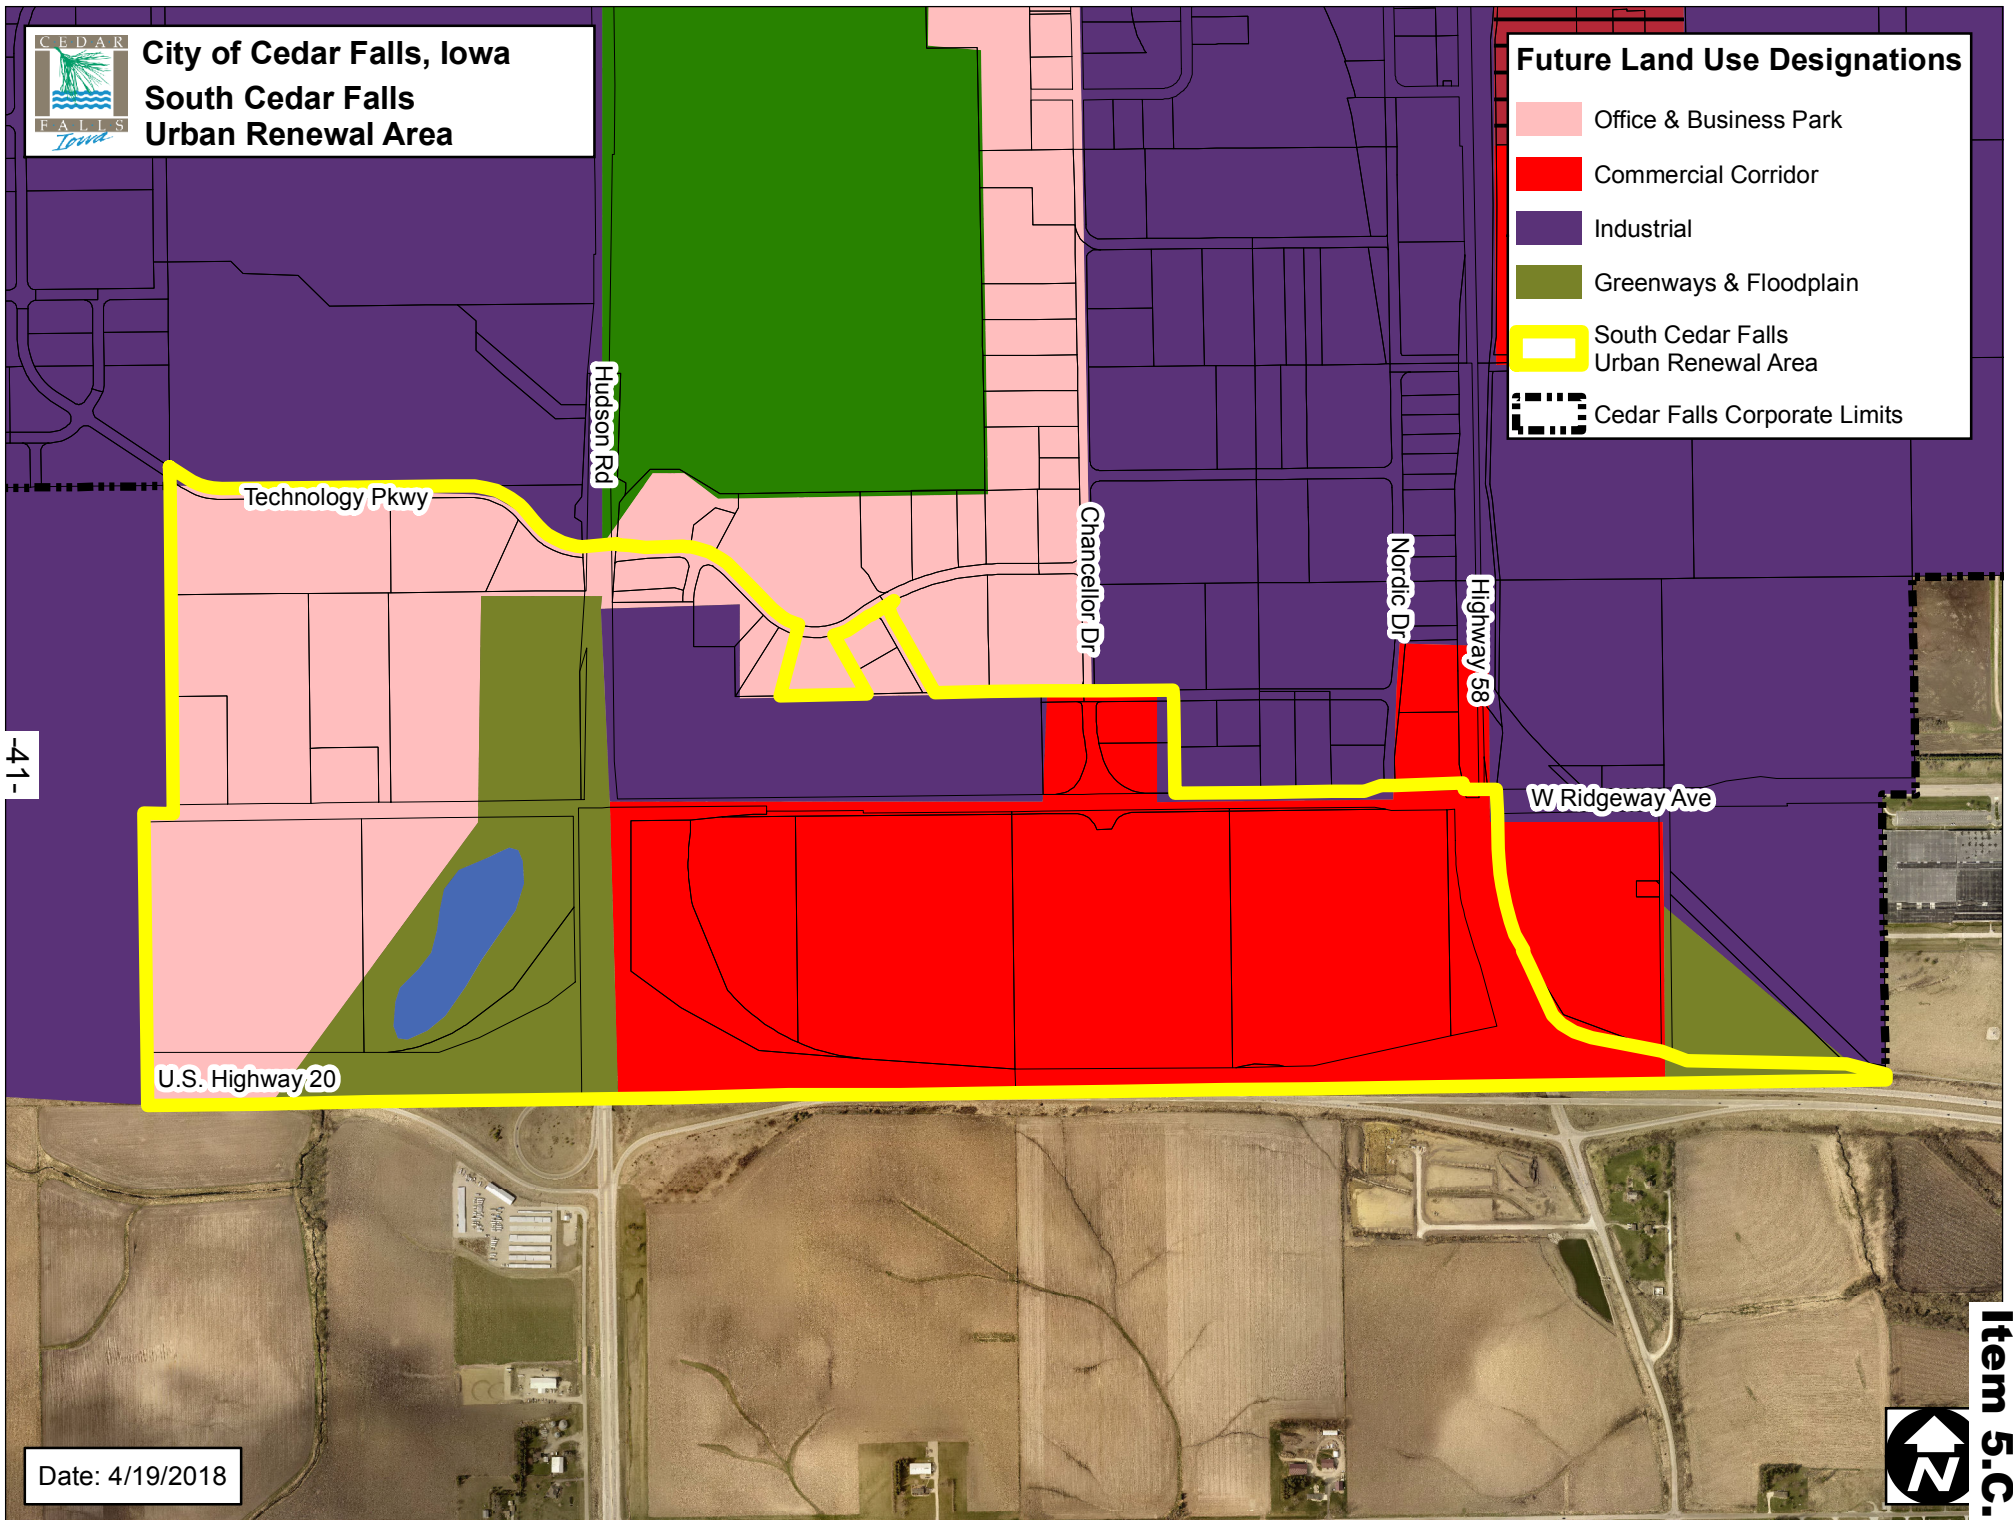 CEDAR
FALLS
Iowa
City of Cedar Falls, Iowa
South Cedar Falls
Urban Renewal Area
Future Land Use Designations
Office & Business Park
Commercial Corridor
Industrial
Greenways & Floodplain
South Cedar Falls
Urban Renewal Area
Cedar Falls Corporate Limits
Hudson Rd
Technology Pkwy
Chancellor Dr
Nordic Dr
Highway 58
W Ridgeway Ave
U.S. Highway 20
-41-
Date: 4/19/2018
N
Item 5.C.